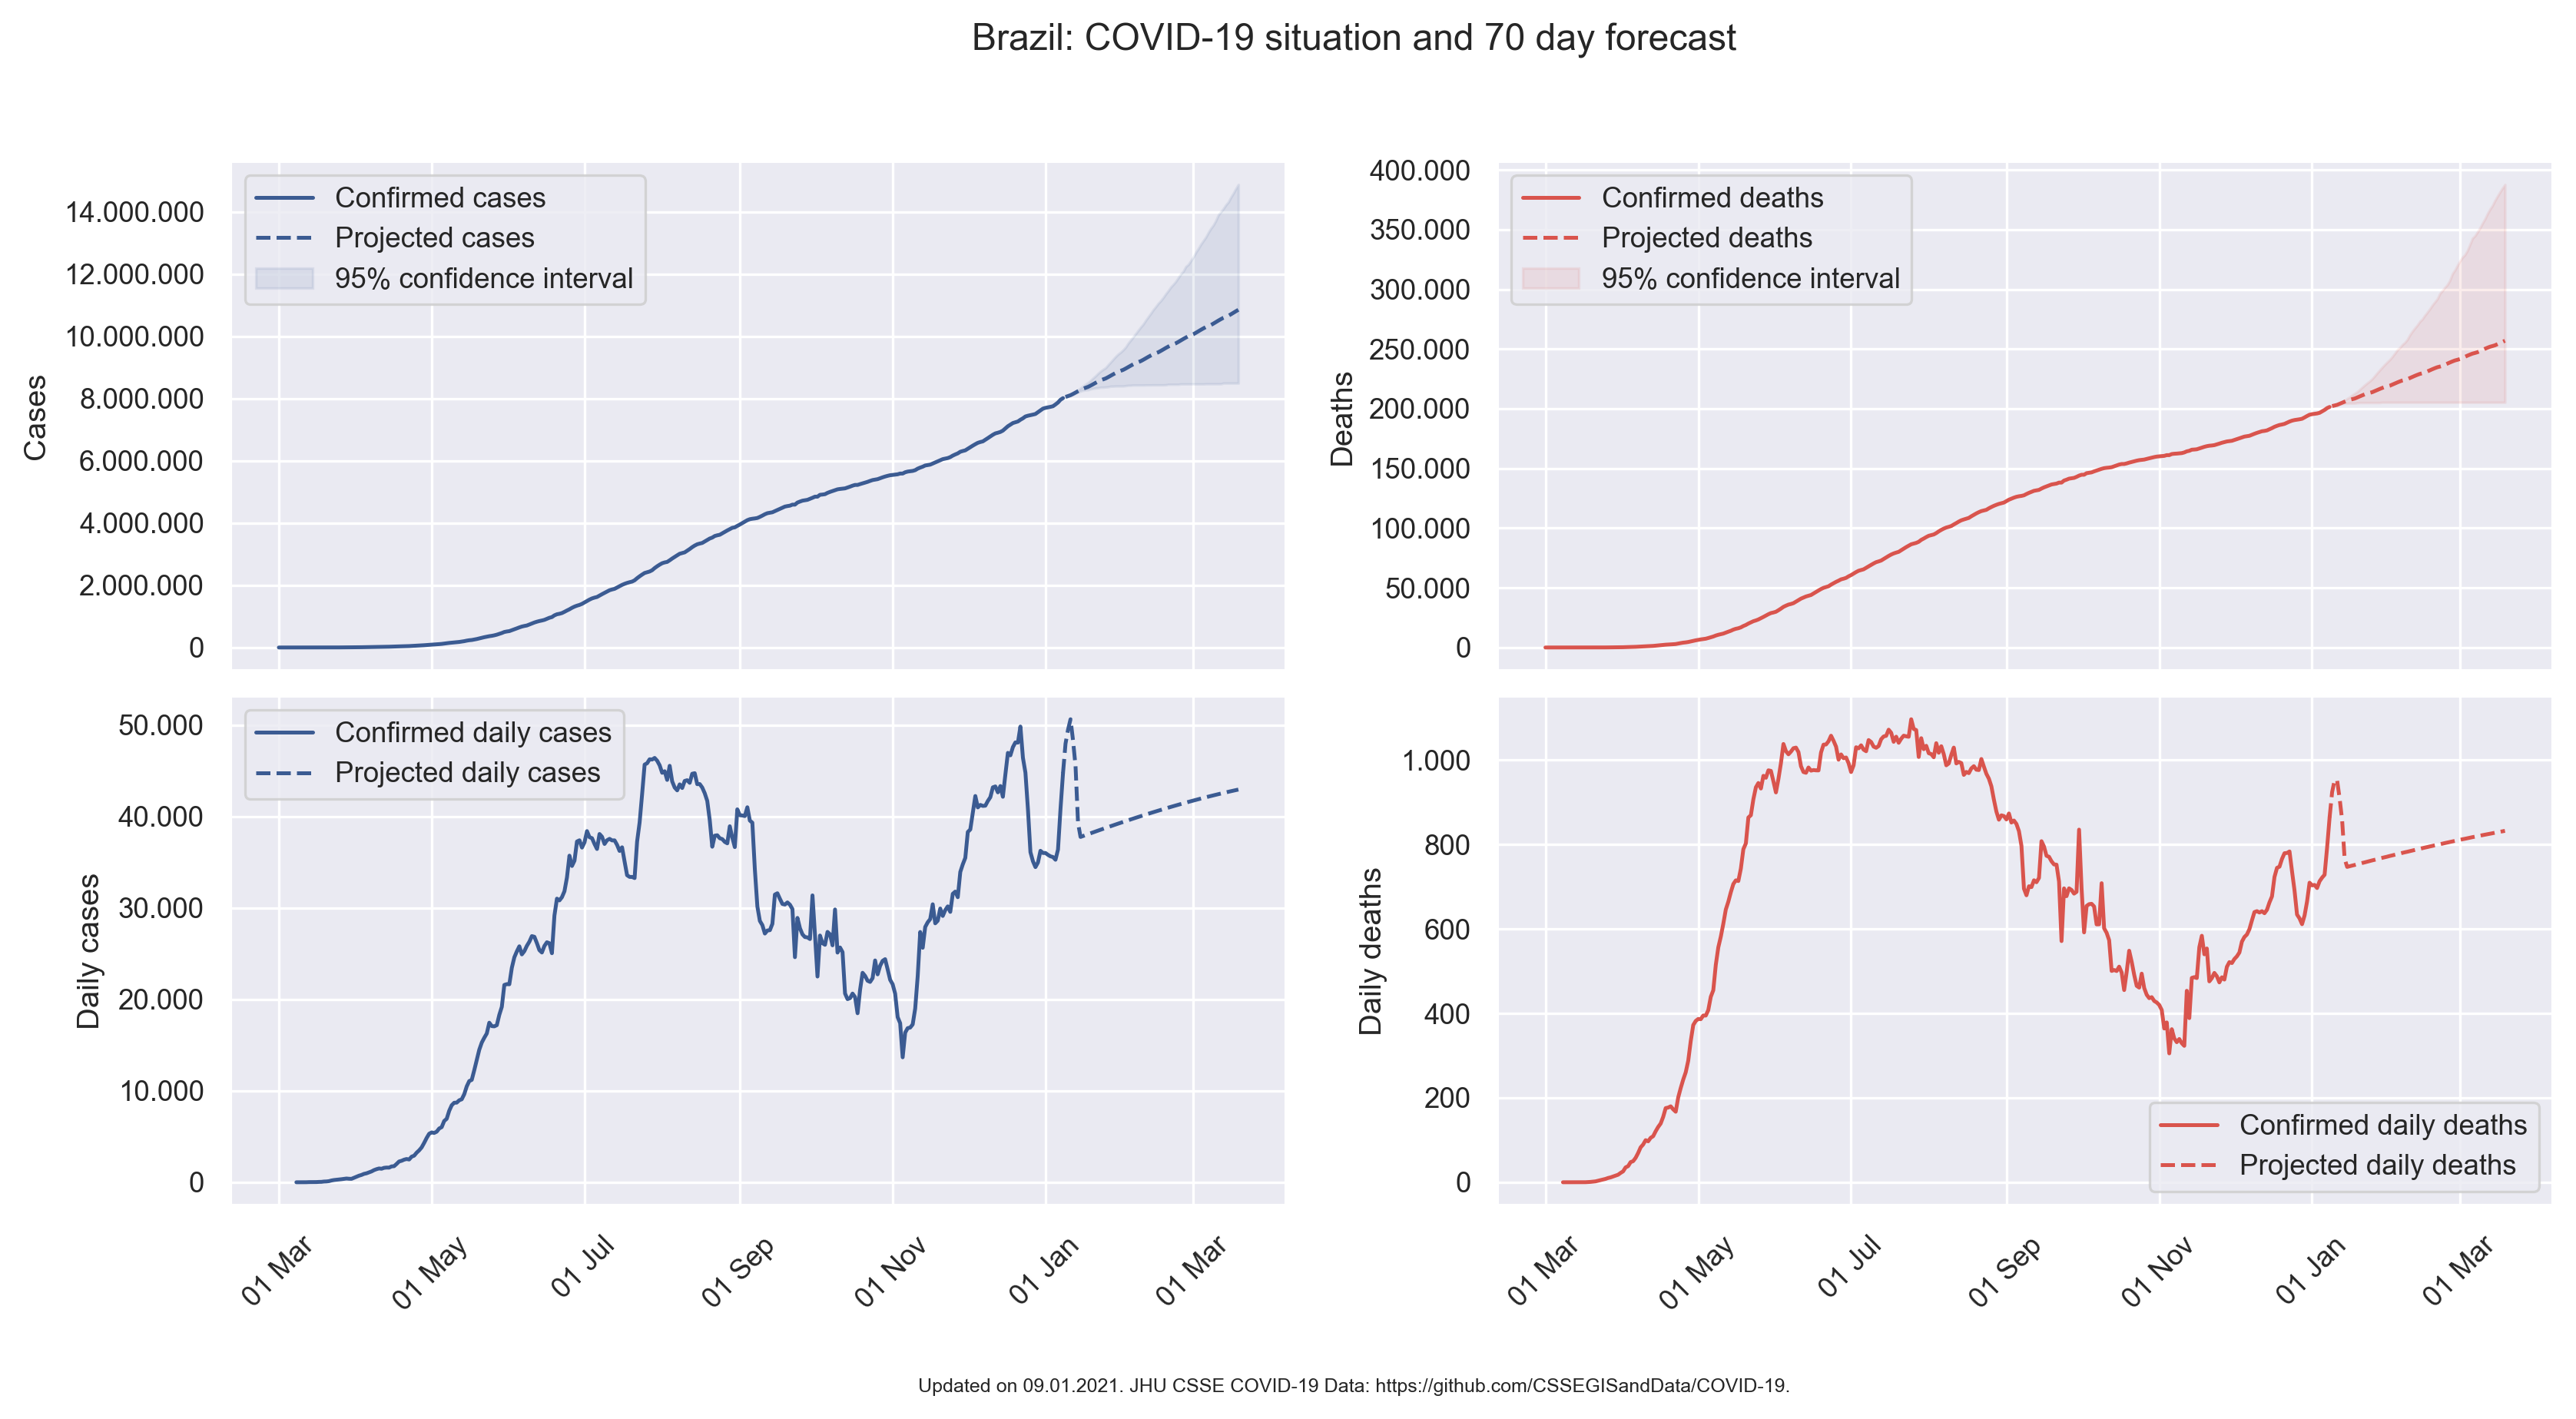 Brazil: COVID-19 situation and 70 day forecast
Cases
14.000.000
12.000.000
10.000.000
8.000.000
6.000.000
4.000.000
2.000.000
0
Confirmed cases
Projected cases
95% confidence interval
Deaths
400.000
350.000
300.000
250.000
200.000
150.000
100.000
50.000
0
Confirmed deaths
Projected deaths
95% confidence interval
Daily cases
50.000
40.000
30.000
20.000
10.000
0
Confirmed daily cases
Projected daily cases
01 Mar
01 May
01 Jul
01 Sep
01 Nov
01 Jan
01 Mar
Daily deaths
1.000
800
600
400
200
0
Confirmed daily deaths
Projected daily deaths
01 Mar
01 May
01 Jul
01 Sep
01 Nov
01 Jan
01 Mar
Updated on 09.01.2021. JHU CSSE COVID-19 Data: https://github.com/CSSEGISandData/COVID-19.